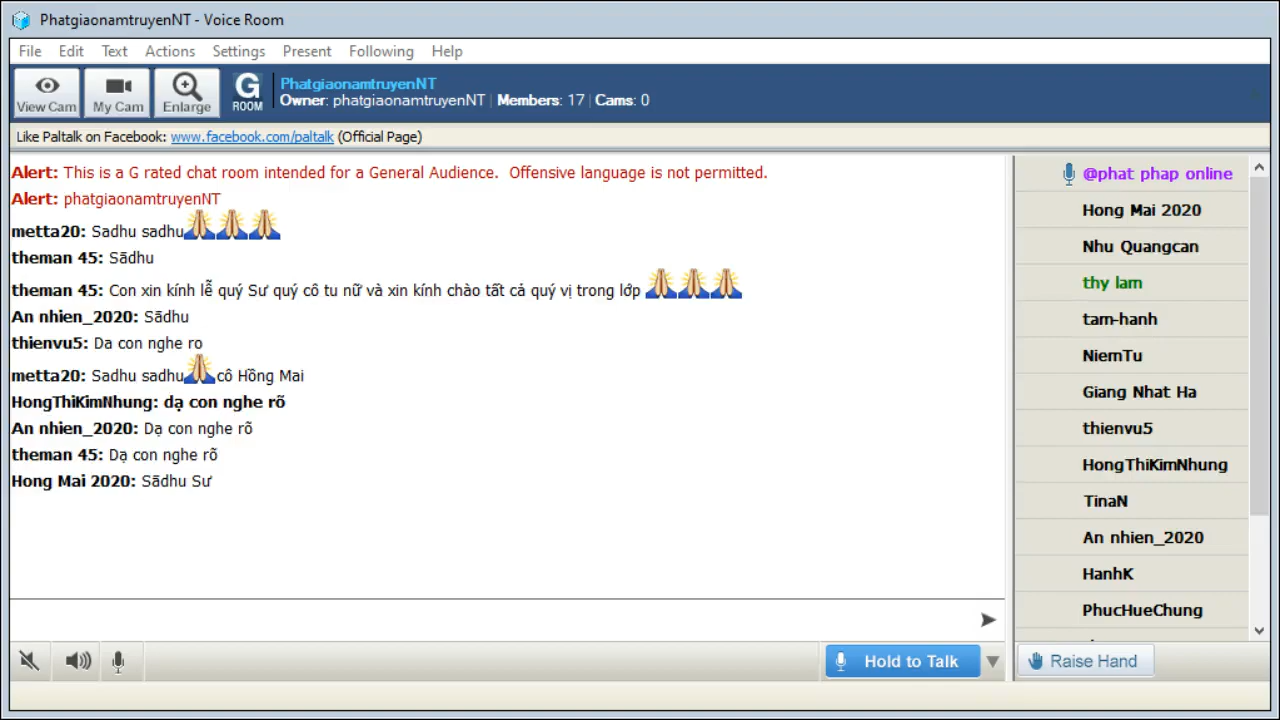 PhatgiaonamtruyenNT - Voice Room
File Edit Text Actions Settings Present Following Help
View Cam My Cam Enlarge G ROOM
PhatgiaonamtruyenNT
Owner: phatgiaonamtruyenNT | Members: 17 | Cams: 0
Like Paltalk on Facebook: www.facebook.com/paltalk (Official Page)
Alert: This is a G rated chat room intended for a General Audience. Offensive language is not permitted.
Alert: phatgiaonamtruyenNT
metta20: Sadhu sadhu
theman 45: Sādhu
theman 45: Con xin kính lễ quý Sư quý cô tu nữ và xin kính chào tất cả quý vị trong lớp
An nhien_2020: Sādhu
thienvu5: Da con nghe ro
metta20: Sadhu sadhu cô Hồng Mai
HongThiKimNhung: dạ con nghe rõ
An nhien_2020: Dạ con nghe rõ
theman 45: Dạ con nghe rõ
Hong Mai 2020: Sādhu Sư
@phat phap online
Hong Mai 2020
Nhu Quangcan
thy lam
tam-hanh
NiemTu
Giang Nhat Ha
thienvu5
HongThiKimNhung
TinaN
An nhien_2020
HanhK
PhucHueChung
Hold to Talk
Raise Hand